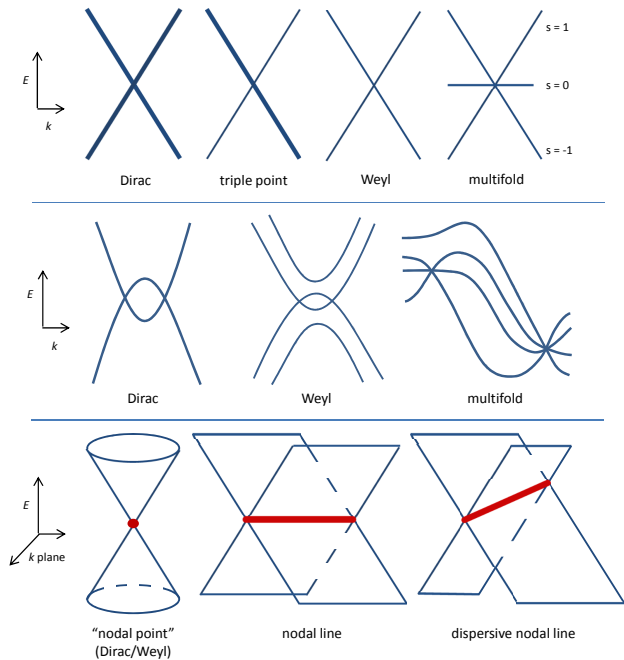 s = 1
E
s = 0
k
s = -1
Dirac
triple point
Weyl
multifold
E
k
Dirac
Weyl
multifold
E
k plane
“nodal point”
(Dirac/Weyl)
nodal line
dispersive nodal line